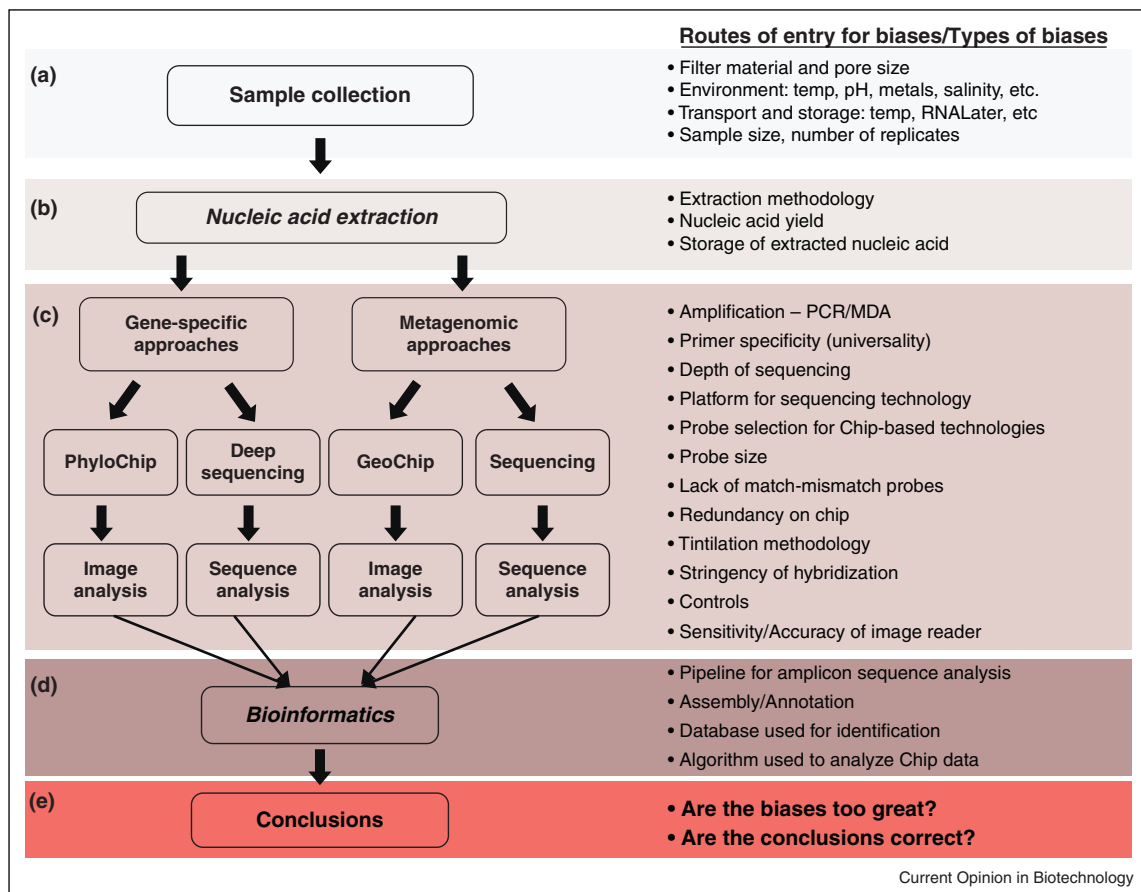 Routes of entry for biases/Types of biases
(a)
Sample collection
• Filter material and pore size
• Environment: temp, pH, metals, salinity, etc.
• Transport and storage: temp, RNALater, etc
• Sample size, number of replicates
(b)
Nucleic acid extraction
• Extraction methodology
• Nucleic acid yield
• Storage of extracted nucleic acid
(c)
Gene-specific
approaches
Metagenomic
approaches
PhyloChip
Deep
sequencing
GeoChip
Sequencing
Image
analysis
Sequence
analysis
Image
analysis
Sequence
analysis
• Amplification – PCR/MDA
• Primer specificity (universality)
• Depth of sequencing
• Platform for sequencing technology
• Probe selection for Chip-based technologies
• Probe size
• Lack of match-mismatch probes
• Redundancy on chip
• Tintilation methodology
• Stringency of hybridization
• Controls
• Sensitivity/Accuracy of image reader
(d)
Bioinformatics
• Pipeline for amplicon sequence analysis
• Assembly/Annotation
• Database used for identification
• Algorithm used to analyze Chip data
(e)
Conclusions
• Are the biases too great?
• Are the conclusions correct?
Current Opinion in Biotechnology